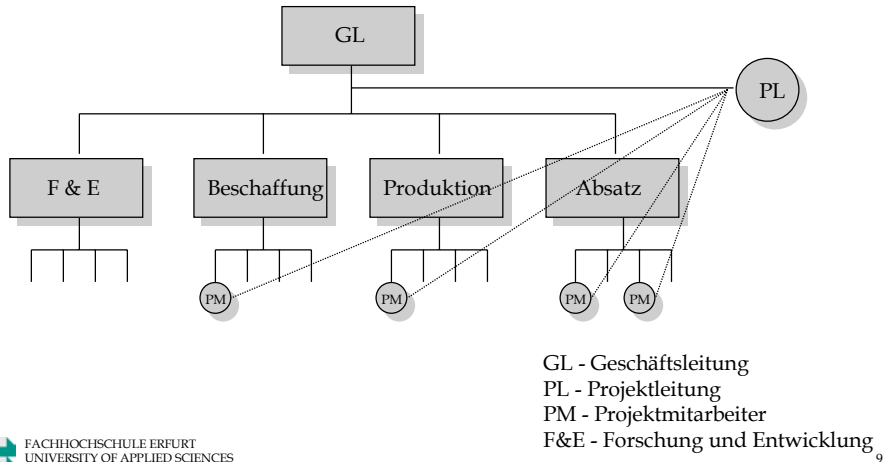 GL
PL
F & E
Beschaffung
Produktion
Absatz
PM
PM
PM
PM
GL - Geschäftsleitung
PL - Projektleitung
PM - Projektmitarbeiter
F&E - Forschung und Entwicklung
FACHHOCHSCHULE ERFURT
UNIVERSITY OF APPLIED SCIENCES
9